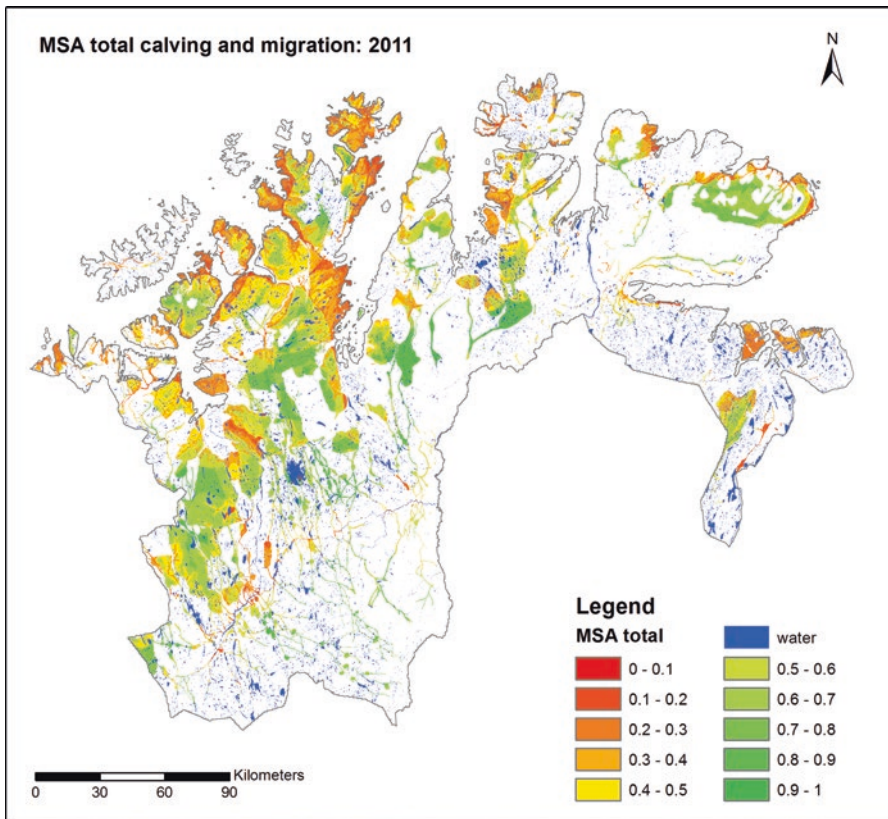 MSA total calving and migration: 2011
N
Legend
MSA total
0 - 0.1
0.1 - 0.2
0.2 - 0.3
0.3 - 0.4
0.4 - 0.5
water
0.5 - 0.6
0.6 - 0.7
0.7 - 0.8
0.8 - 0.9
0.9 - 1
Kilometers
0 30 60 90